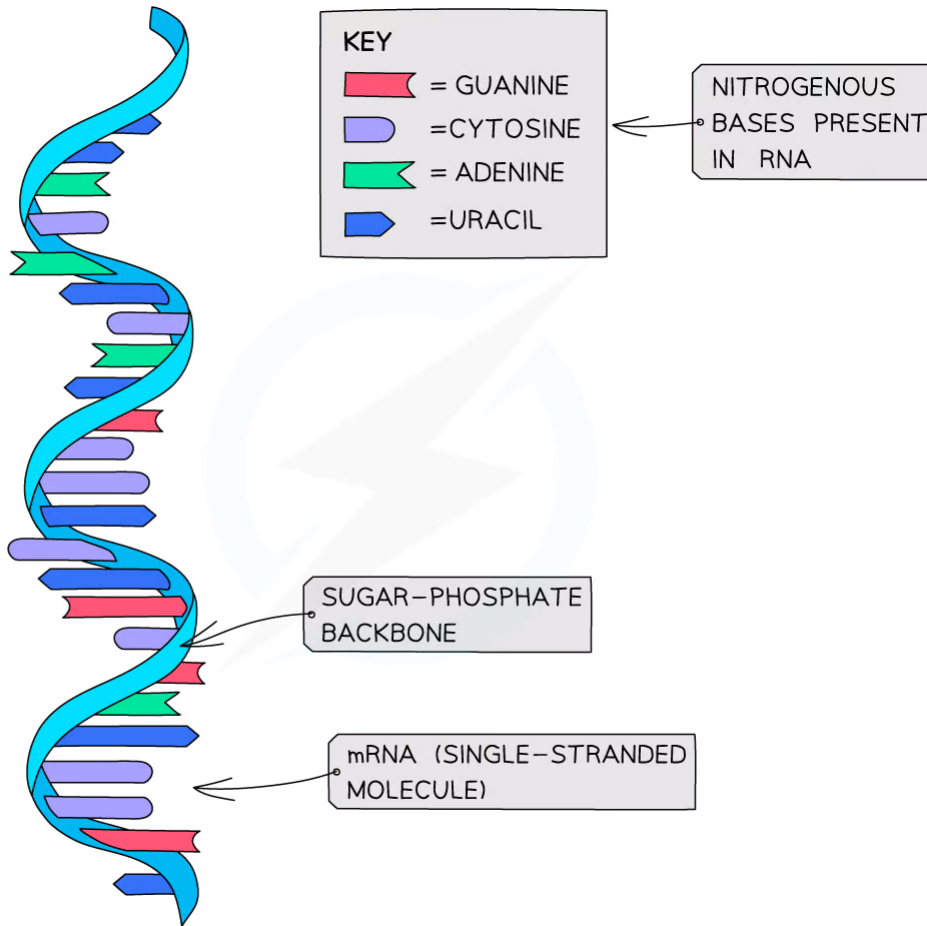 KEY
= GUANINE
=CYTOSINE
= ADENINE
=URACIL
NITROGENOUS
BASES PRESENT
IN RNA
SUGAR-PHOSPHATE
BACKBONE
mRNA (SINGLE-STRANDED
MOLECULE)